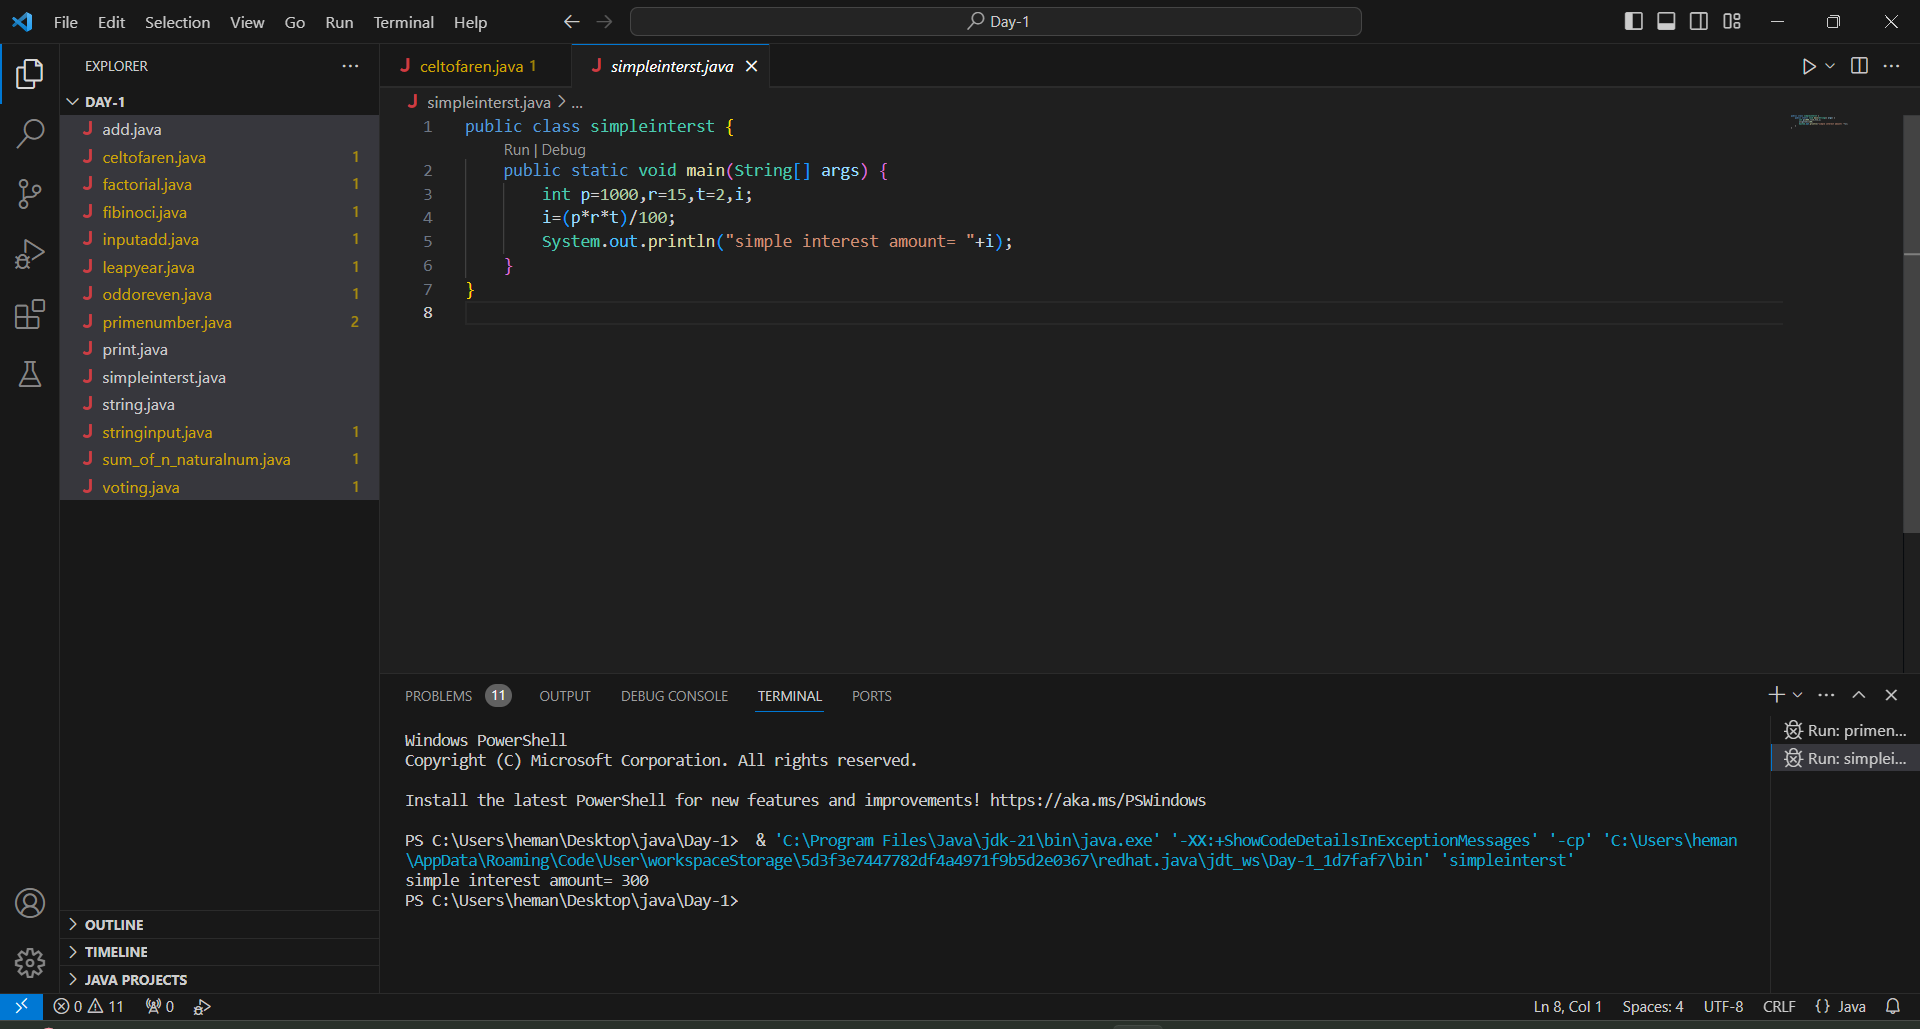 File Edit Selection View Go Run Terminal Help
Day-1
EXPLORER
DAY-1
add.java
celtofaren.java 1
factorial.java 1
fibinoci.java 1
inputadd.java 1
leapyear.java 1
oddoreven.java 1
primenumber.java 2
print.java
simpleinterst.java
string.java
stringinput.java 1
sum_of_n_naturalnum.java 1
voting.java 1
OUTLINE
TIMELINE
JAVA PROJECTS
celtofaren.java 1 simpleinterst.java
simpleinterst.java > ...
1 public class simpleinterst {
Run | Debug
2 public static void main(String[] args) {
3 int p=1000,r=15,t=2,i;
4 i=(p*r*t)/100;
5 System.out.println("simple interest amount= "+i);
6 }
7 }
8
PROBLEMS 11 OUTPUT DEBUG CONSOLE TERMINAL PORTS
Windows PowerShell
Copyright (C) Microsoft Corporation. All rights reserved.
Install the latest PowerShell for new features and improvements! https://aka.ms/PSWindows
PS C:\Users\heman\Desktop\java\Day-1>  & 'C:\Program Files\Java\jdk-21\bin\java.exe' '-XX:+ShowCodeDetailsInExceptionMessages' '-cp' 'C:\Users\heman
\AppData\Roaming\Code\User\workspaceStorage\5d3f3e7447782df4a4971f9b5d2e0367\redhat.java\jdt_ws\Day-1_1d7faf7\bin' 'simpleinterst'
simple interest amount= 300
PS C:\Users\heman\Desktop\java\Day-1>
Run: primen...
Run: simplei...
0 11 0
Ln 8, Col 1 Spaces: 4 UTF-8 CRLF {} Java